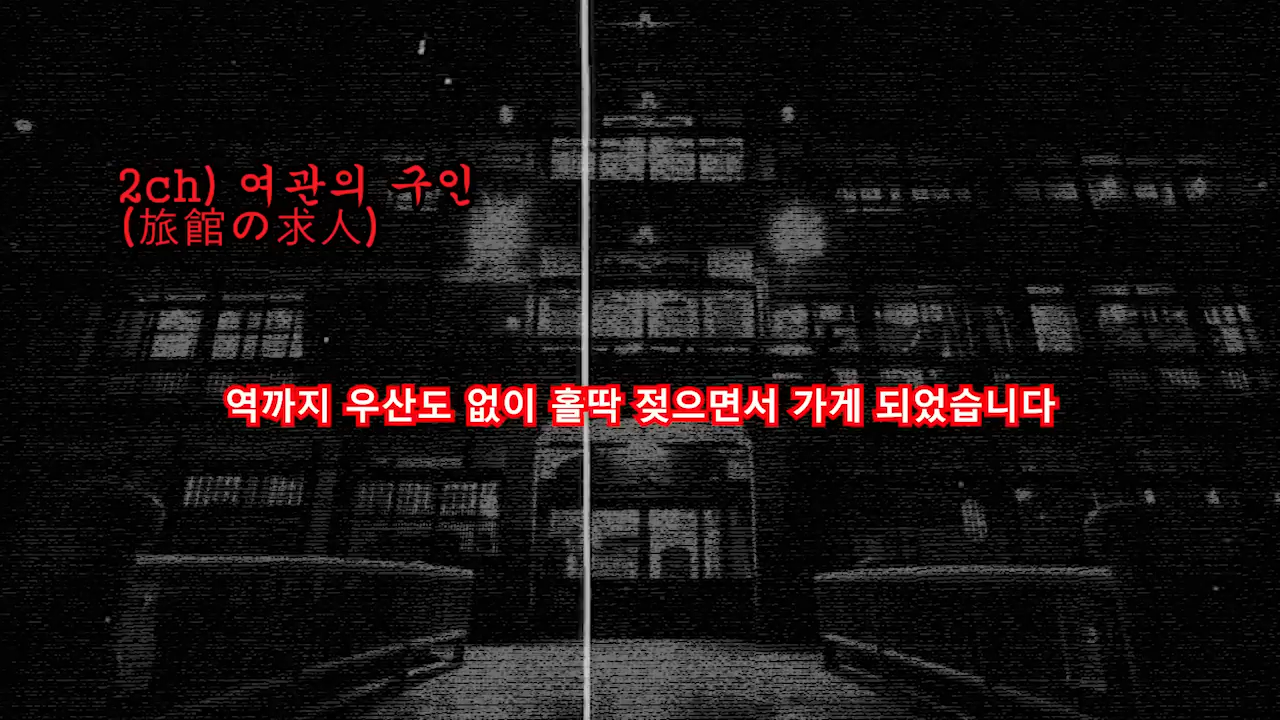 2ch) 여관의 구인
(旅館の求人)
역까지 우산도 없이 홀딱 젖으면서 가게 되었습니다